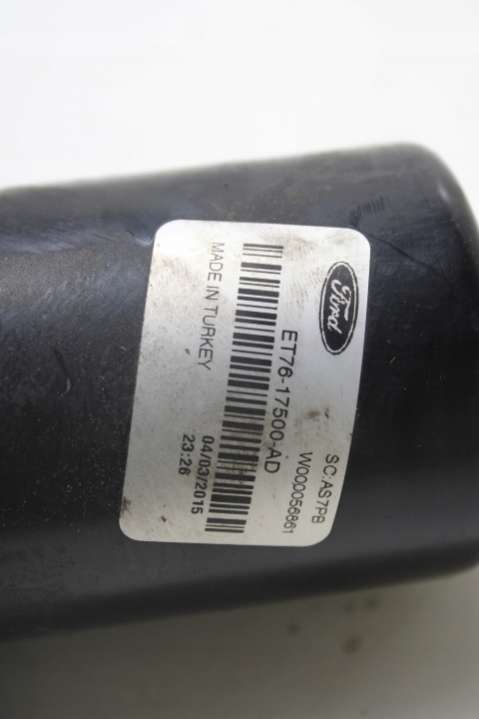 Ford
SC:AS7PB
W000056861
ET76-17500-AD
MADE IN TURKEY
04/03/2015
23:26